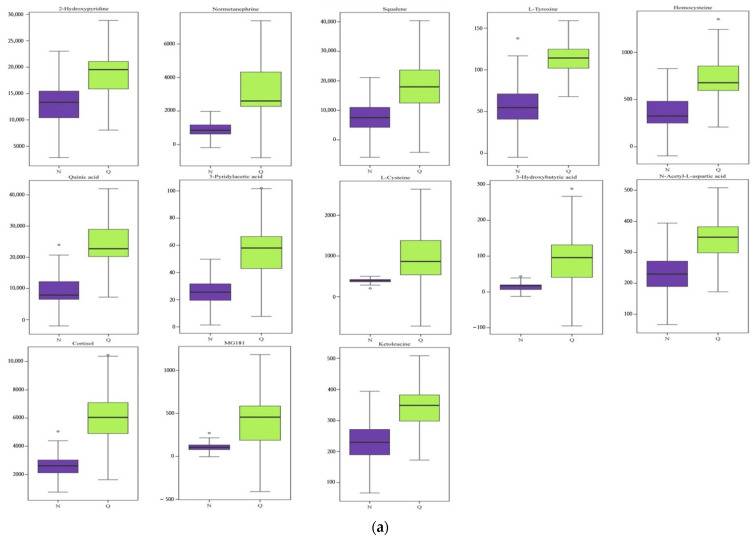 2-Hydroxypyridine
30,000
25,000
20,000
15,000
10,000
5000
N Q
Normetanephrine
6000
4000
2000
0
N Q
Squalene
40,000
30,000
20,000
10,000
0
N Q
L-Tyrosine
150
100
50
0
N Q
Homocysteine
1000
500
0
N Q
Quinic acid
40,000
30,000
20,000
10,000
0
N Q
3-Pyridylacetic acid
100
80
60
40
20
0
N Q
L-Cysteine
2000
1000
0
N Q
3-Hydroxybutyric acid
300
200
100
0
−100
N Q
N-Acetyl-L-aspartic acid
500
400
300
200
100
N Q
Cortisol
10,000
8000
6000
4000
2000
N Q
MG181
1000
500
0
−500
N Q
Ketoleucine
500
400
300
200
100
N Q
(a)